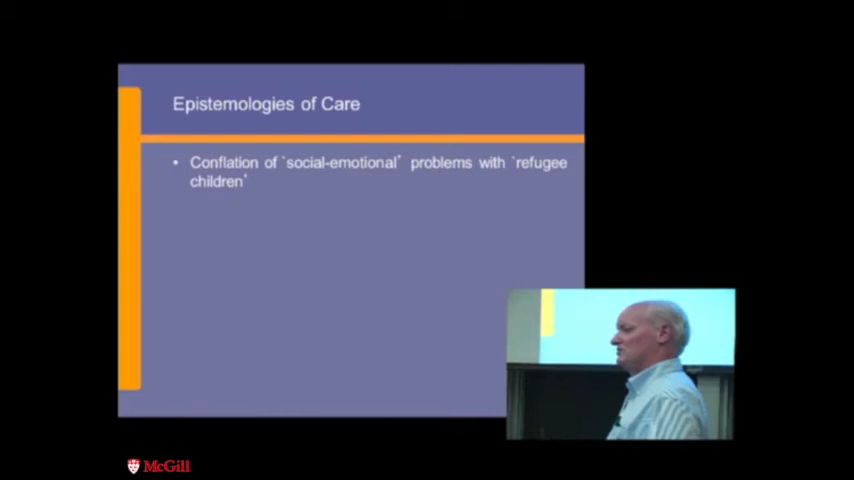 Epistemologies of Care
• Conflation of `social-emotional' problems with `refugee
children'
McGill